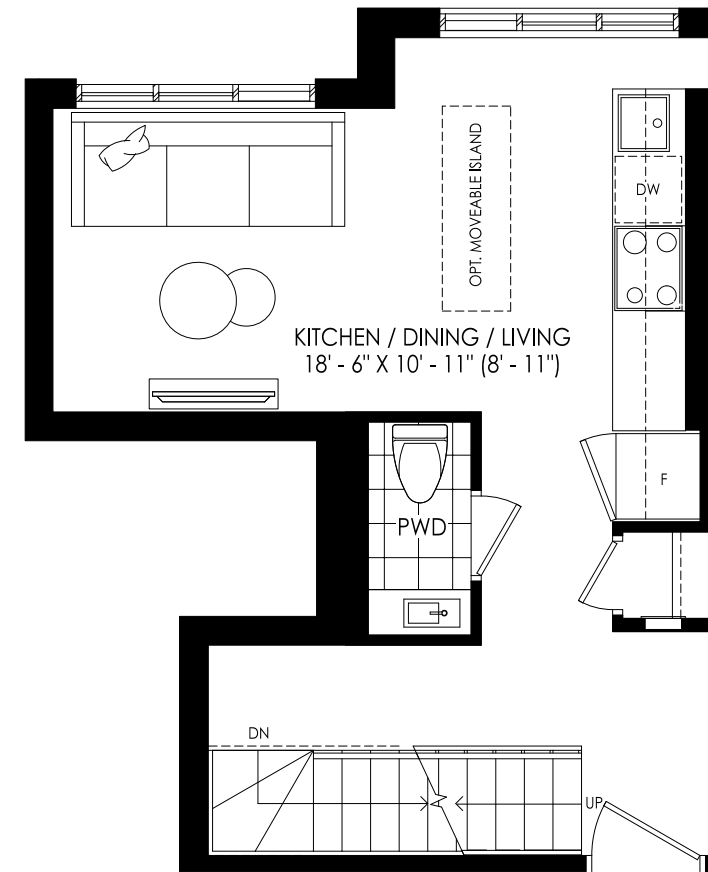 OPT. MOVEABLE ISLAND
DW
KITCHEN / DINING / LIVING
18' - 6" X 10' - 11" (8' - 11")
F
PWD
DN
UP